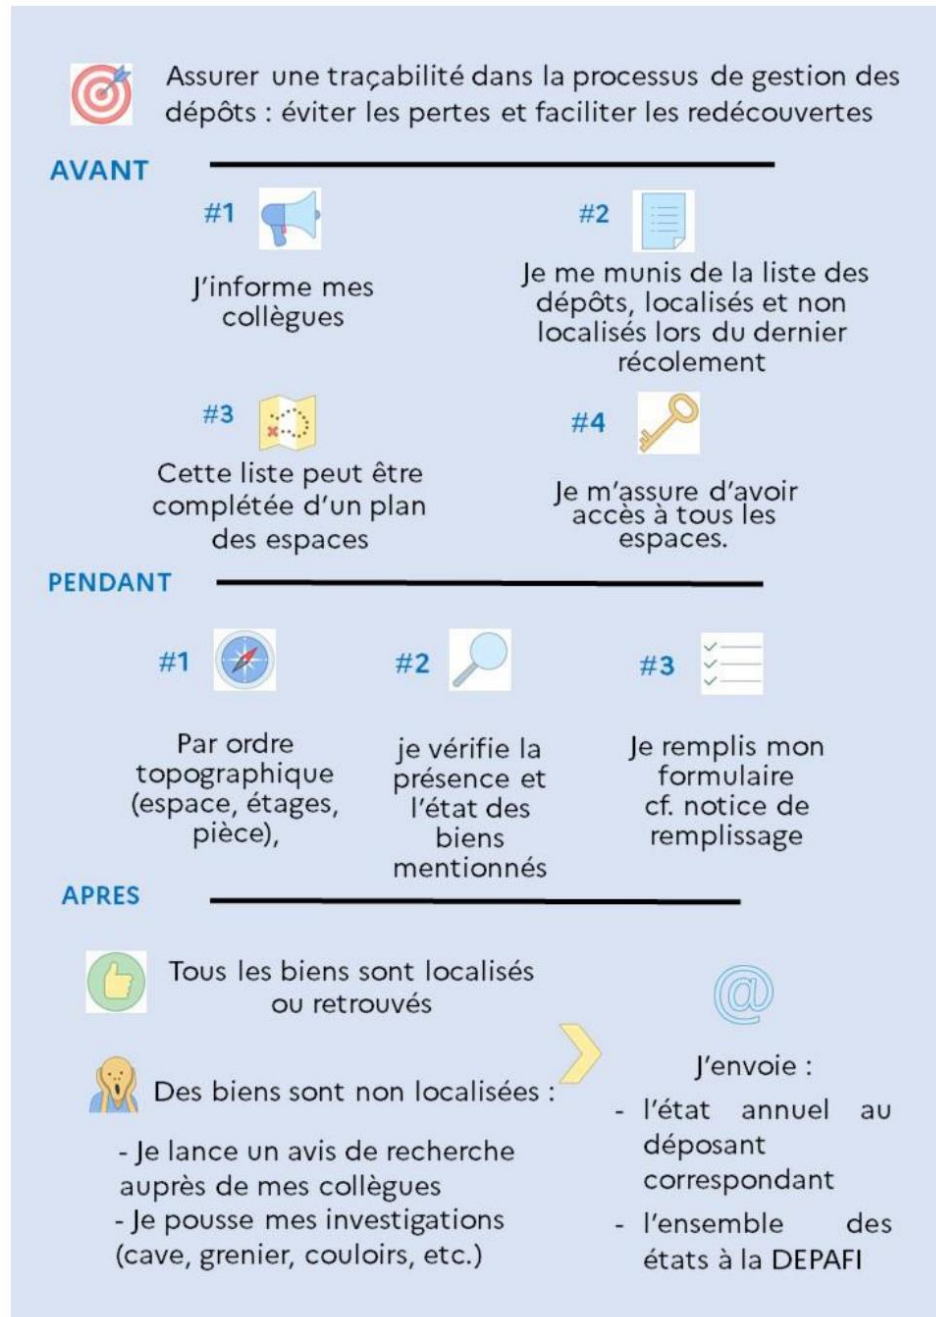 Assurer une traçabilité dans la processus de gestion des
dépôts : éviter les pertes et faciliter les redécouvertes
AVANT
#1
J'informe mes
collègues
#2
Je me munis de la liste des
dépôts, localisés et non
localisés lors du dernier
récolement
#3
Cette liste peut être
complétée d'un plan
des espaces
#4
Je m'assure d'avoir
accès à tous les
espaces.
PENDANT
#1
Par ordre
topographique
(espace, étages,
pièce),
#2
je vérifie la
présence et
l'état des
biens
mentionnés
#3
Je remplis mon
formulaire
cf. notice de
remplissage
APRES
Tous les biens sont localisés
ou retrouvés
Des biens sont non localisées :
- Je lance un avis de recherche
auprès de mes collègues
- Je pousse mes investigations
(cave, grenier, couloirs, etc.)
@
J'envoie :
- l'état annuel au
déposant
correspondant
- l'ensemble des
états à la DEPAFI